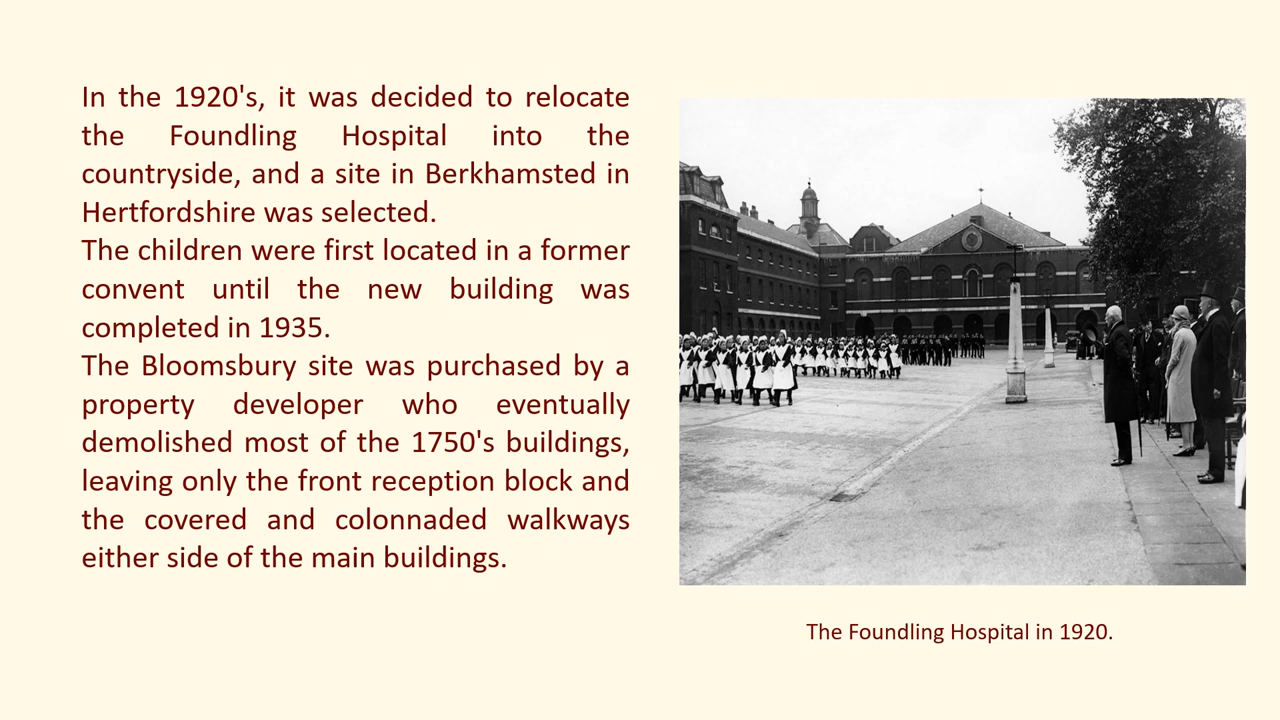 In the 1920's, it was decided to relocate
the Foundling Hospital into the
countryside, and a site in Berkhamsted in
Hertfordshire was selected.
The children were first located in a former
convent until the new building was
completed in 1935.
The Bloomsbury site was purchased by a
property developer who eventually
demolished most of the 1750's buildings,
leaving only the front reception block and
the covered and colonnaded walkways
either side of the main buildings.
The Foundling Hospital in 1920.